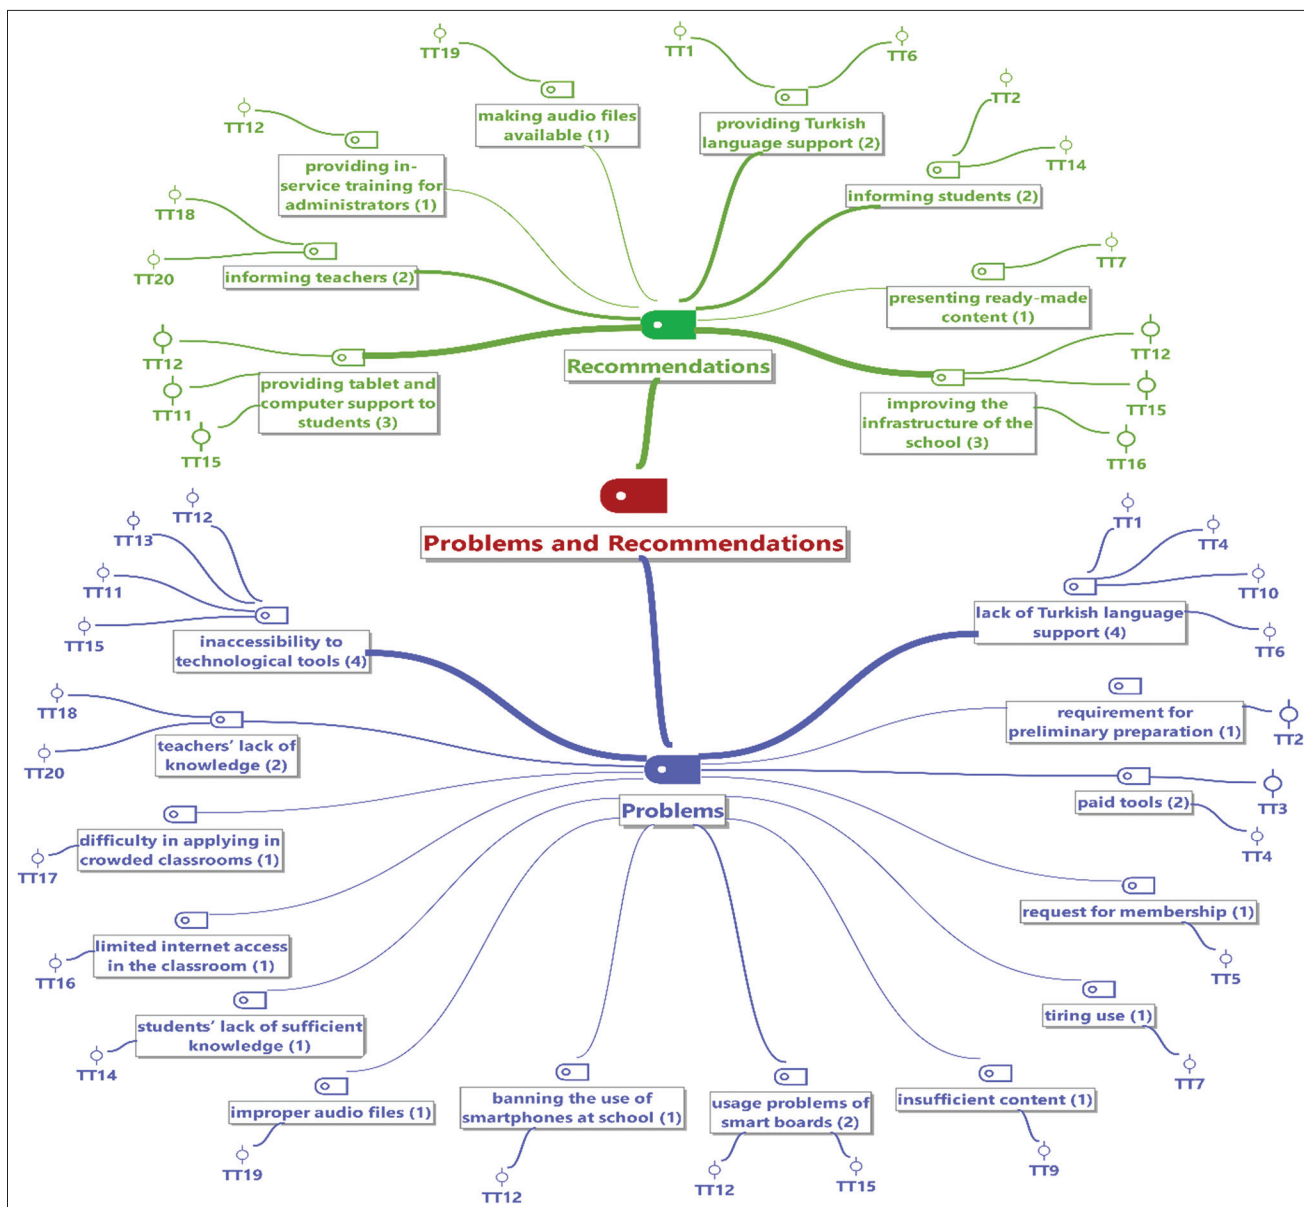 TT19
TT1
TT6
TT2
TT12
making audio files
available (1)
providing Turkish
language support (2)
TT14
providing in-
service training for
administrators (1)
informing students (2)
TT18
TT20
informing teachers (2)
TT7
presenting ready-made
content (1)
Recommendations
TT12
TT11
TT15
providing tablet and
computer support to
students (3)
improving the
infrastructure of the
school (3)
TT12
TT15
TT16
Problems and Recommendations
TT12
TT13
TT11
TT15
inaccessibility to
technological tools (4)
TT1
TT4
TT10
TT6
lack of Turkish language
support (4)
TT18
TT20
teachers’ lack of
knowledge (2)
requirement for
preliminary preparation (1)
TT2
Problems
paid tools (2)
TT3
TT4
difficulty in applying in
crowded classrooms (1)
TT17
request for membership (1)
TT5
limited internet access
in the classroom (1)
TT16
tiring use (1)
TT7
students’ lack of sufficient
knowledge (1)
TT14
improper audio files (1)
TT19
banning the use of
smartphones at school (1)
TT12
usage problems of
smart boards (2)
TT12
TT15
insufficient content (1)
TT9